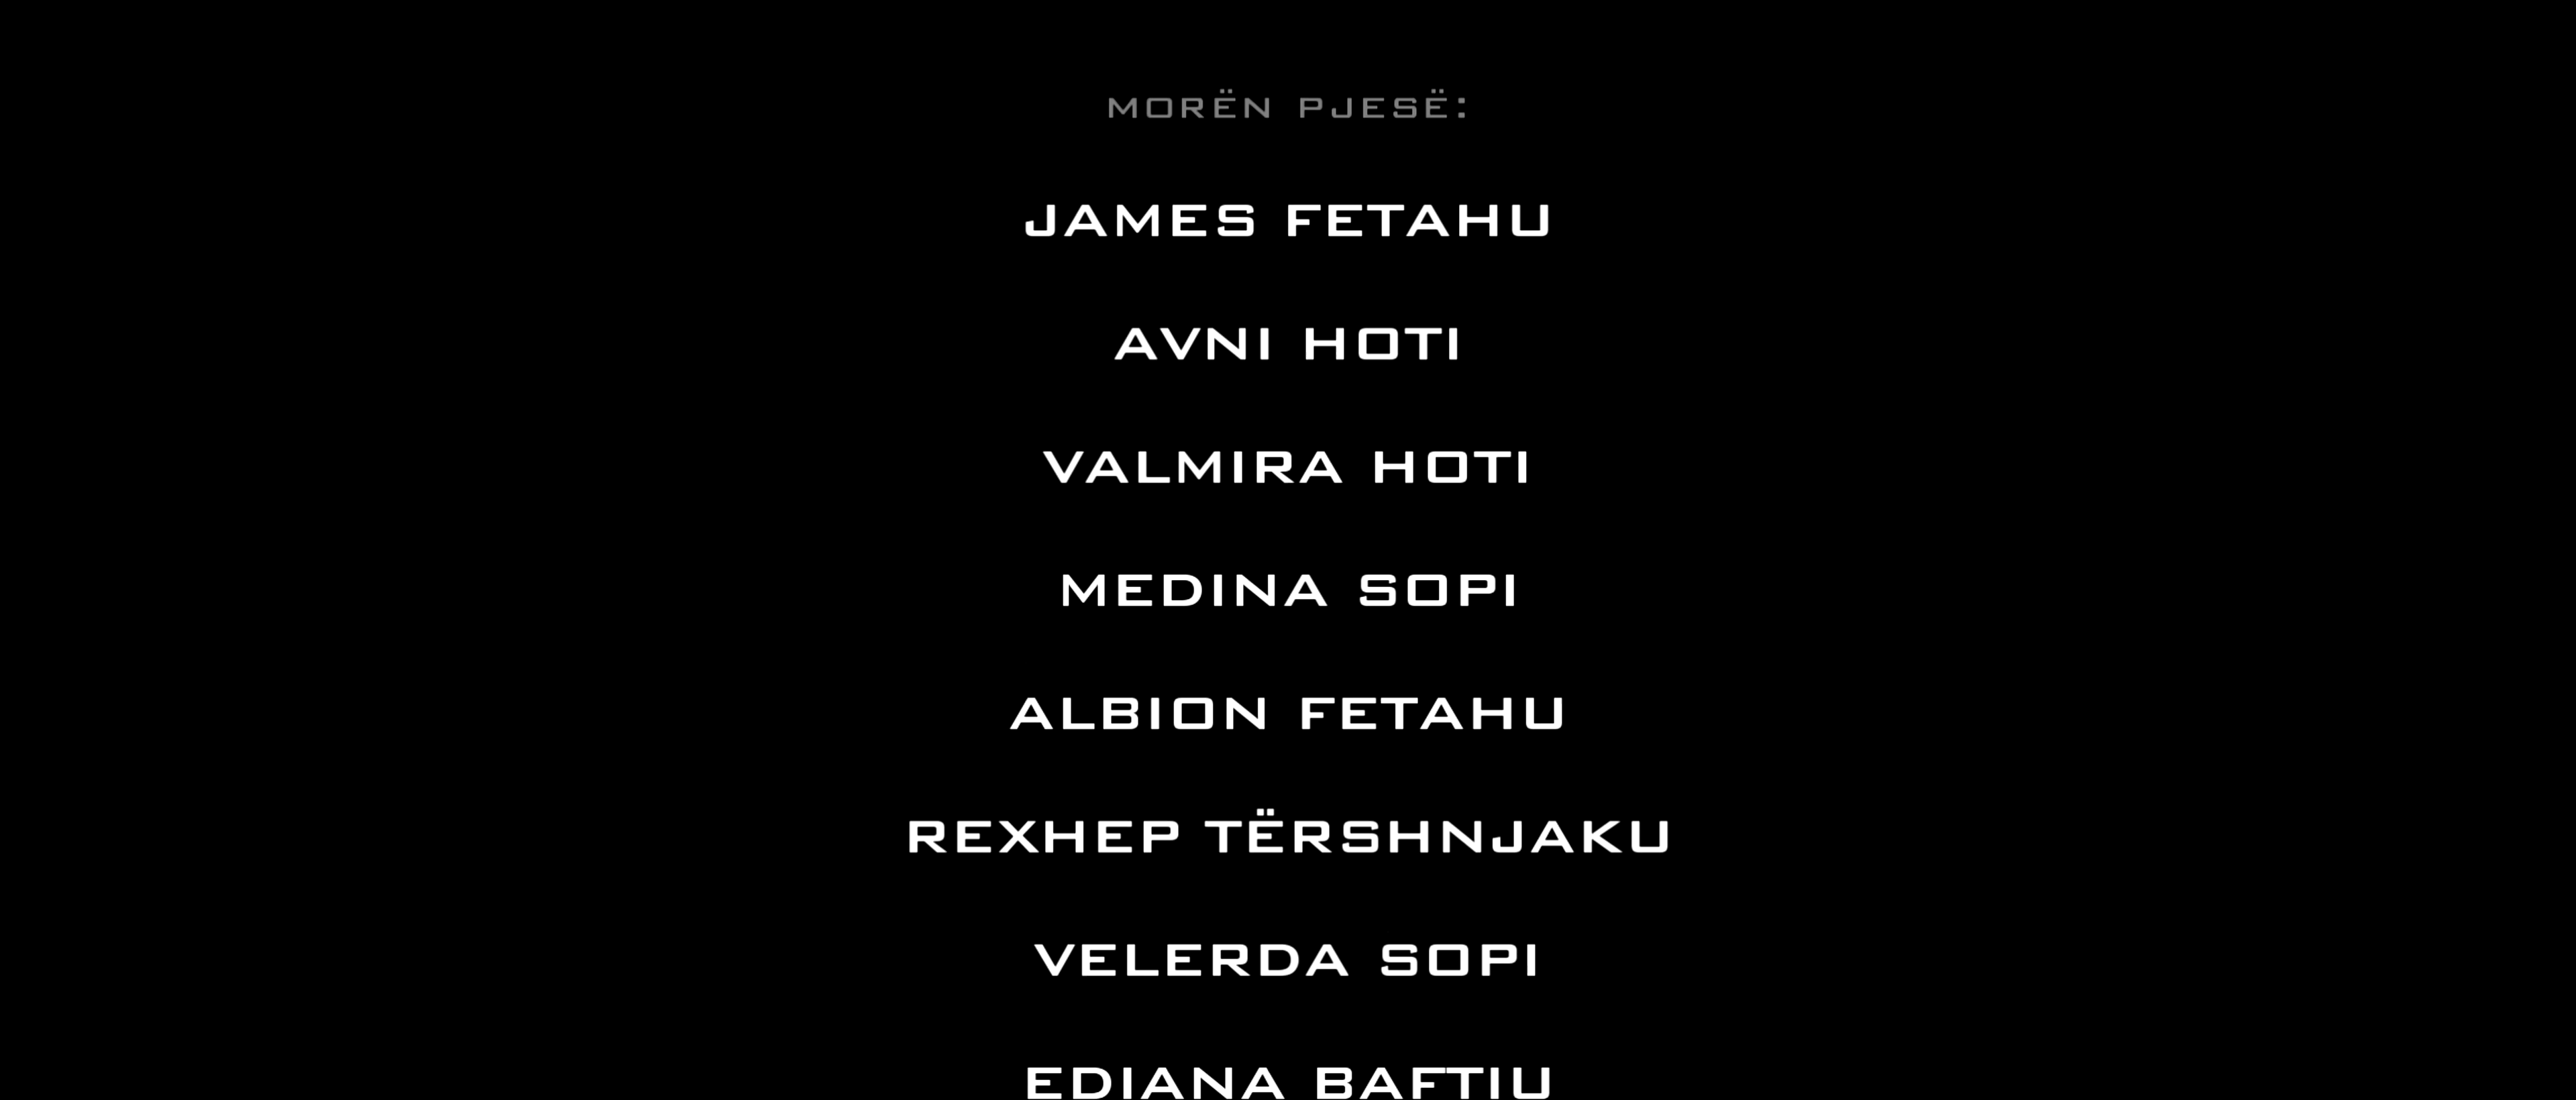 MORËN PJESË:
JAMES FETAHU
AVNI HOTI
VALMIRA HOTI
MEDINA SOPI
ALBION FETAHU
REXHEP TËRSHNJAKU
VELERDA SOPI
EDIANA BAFTIU